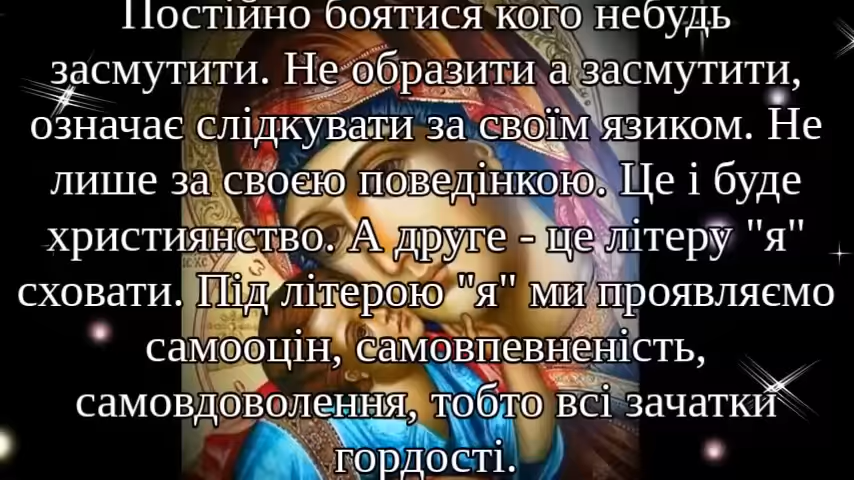 Постійно боятися кого небудь
засмутити. Не образити а засмутити,
означає слідкувати за своїм язиком. Не
лише за своєю поведінкою. Це і буде
християнство. А друге - це літеру "я"
сховати. Під літерою "я" ми проявляємо
самооцін, самовпевненість,
самовдоволення, тобто всі зачатки
гордості.